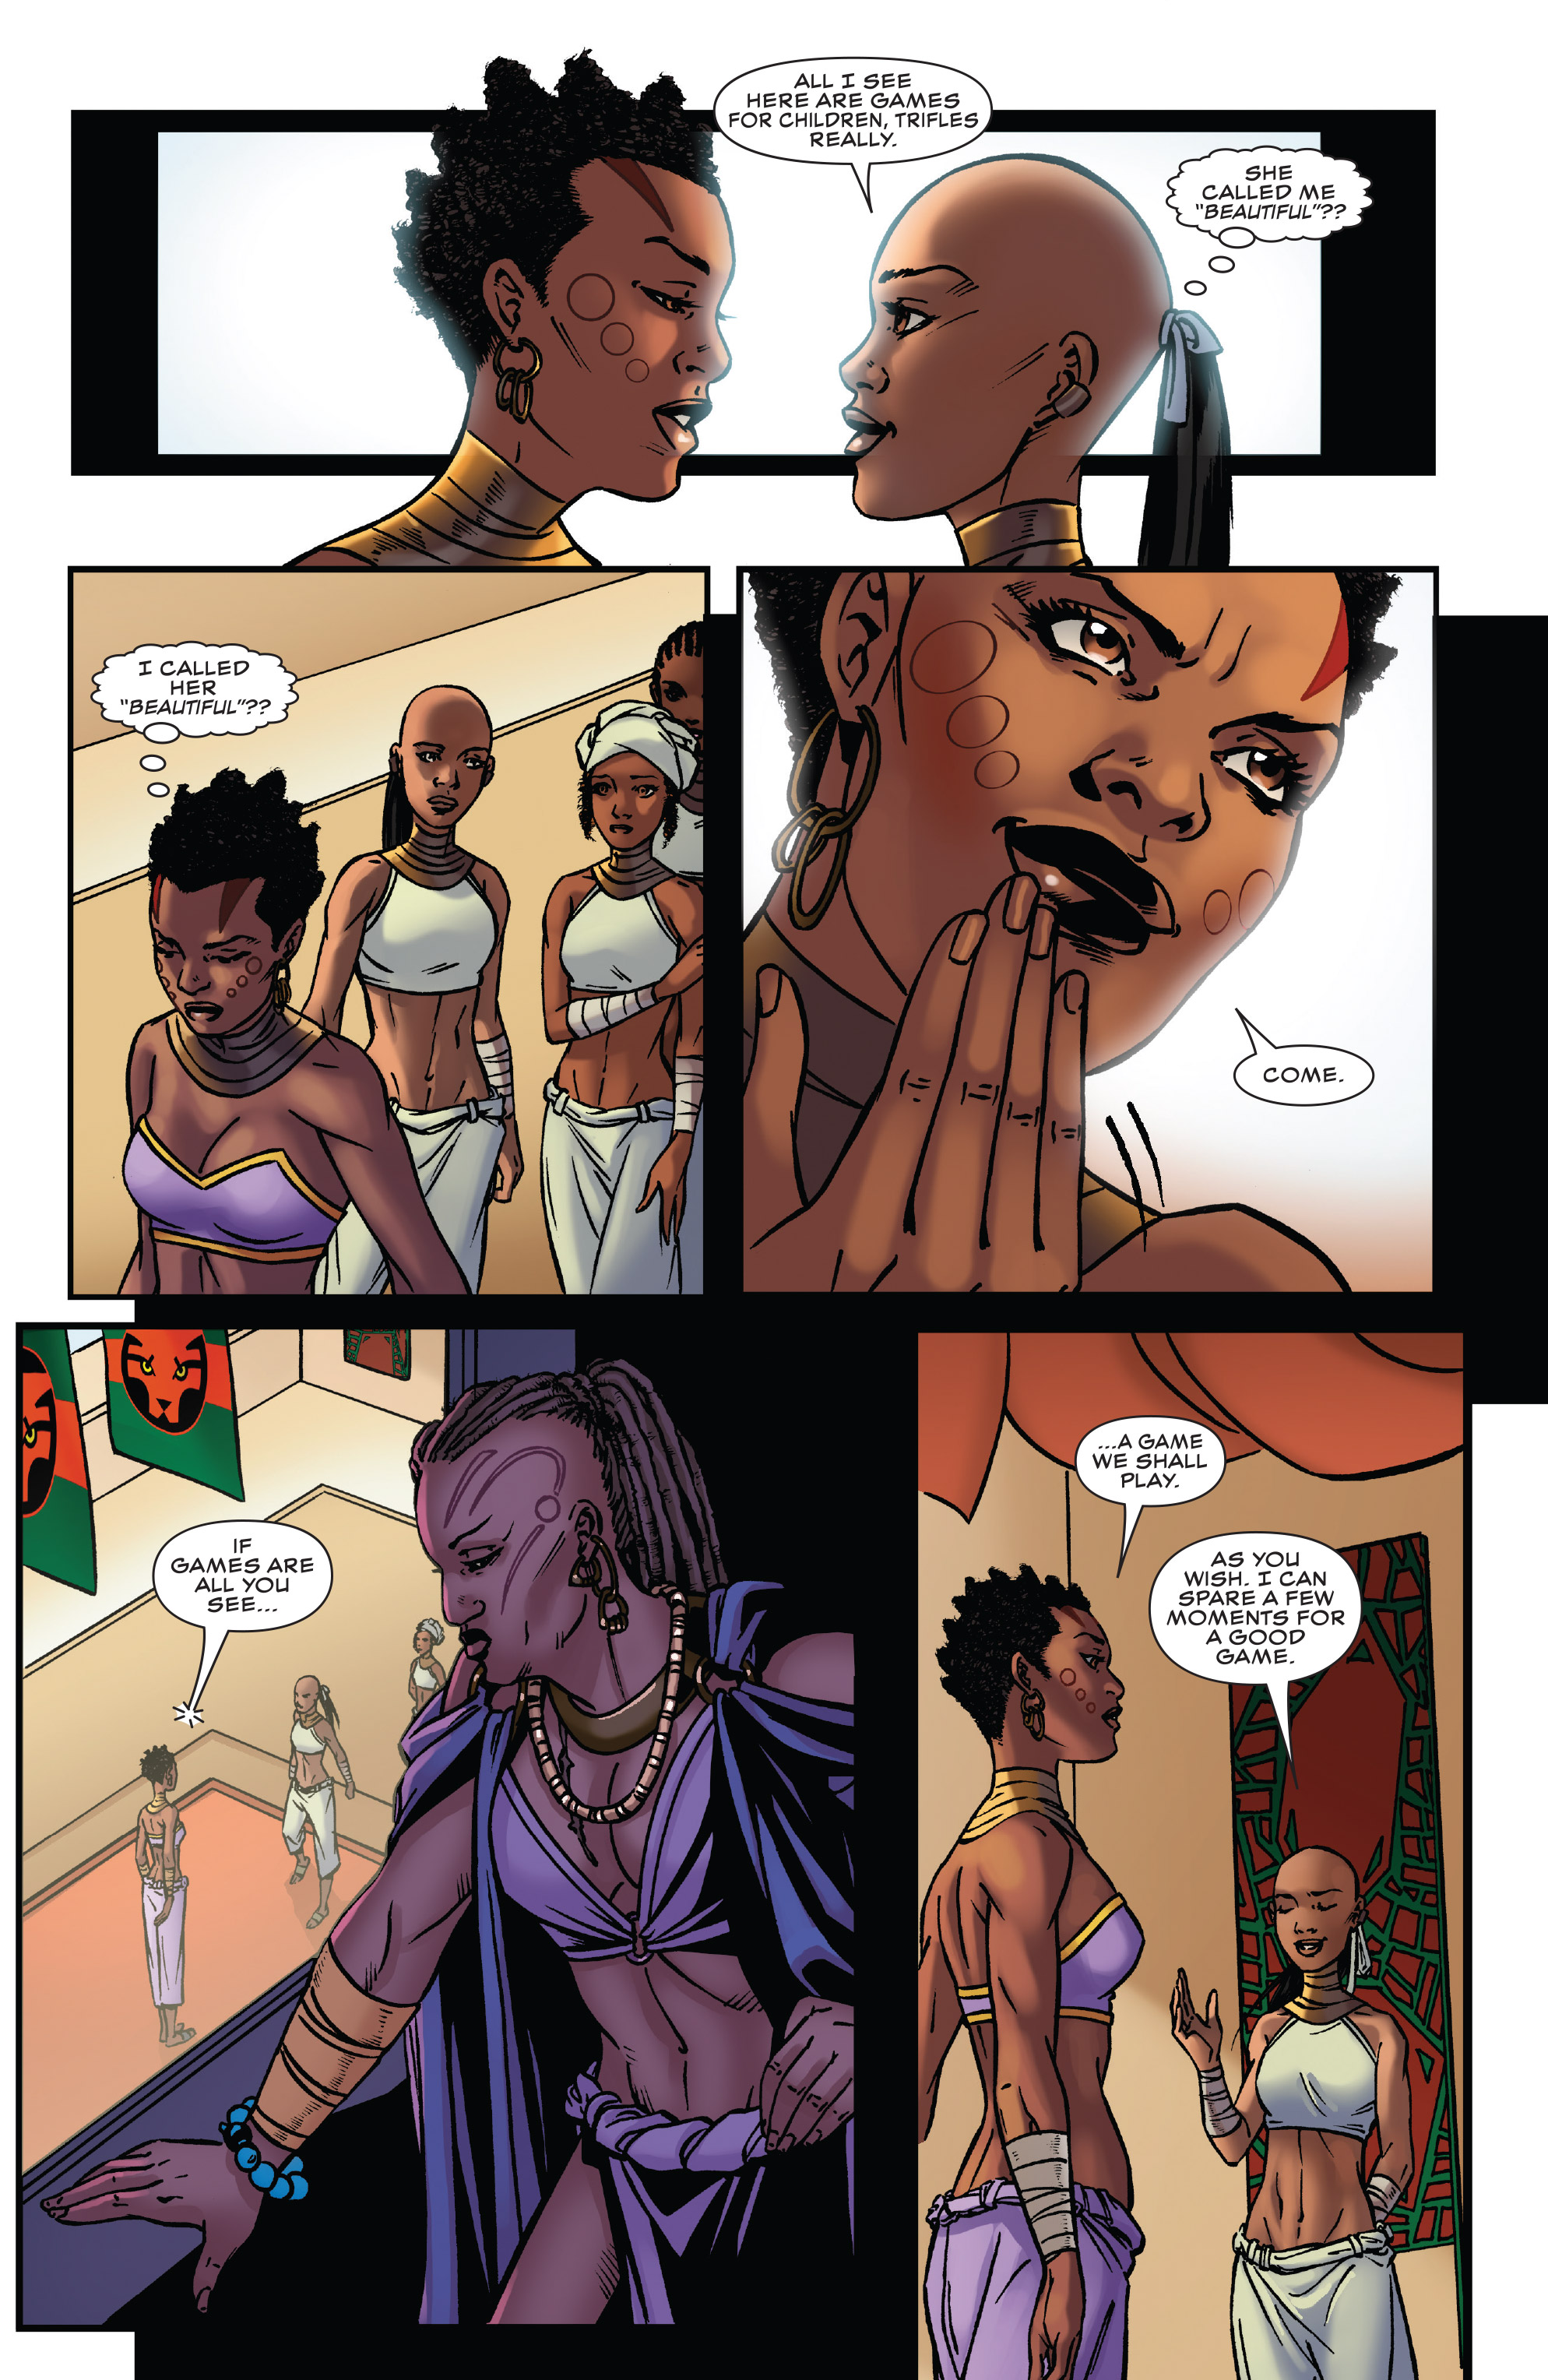 ALL I SEE
HERE ARE GAMES
FOR CHILDREN, TRIFLES
REALLY.
SHE
CALLED ME
"BEAUTIFUL"??
I CALLED
HER
"BEAUTIFUL"??
COME.
IF
GAMES ARE
ALL YOU
SEE...
...A GAME
WE SHALL
PLAY.
AS YOU
WISH. I CAN
SPARE A FEW
MOMENTS FOR
A GOOD
GAME.